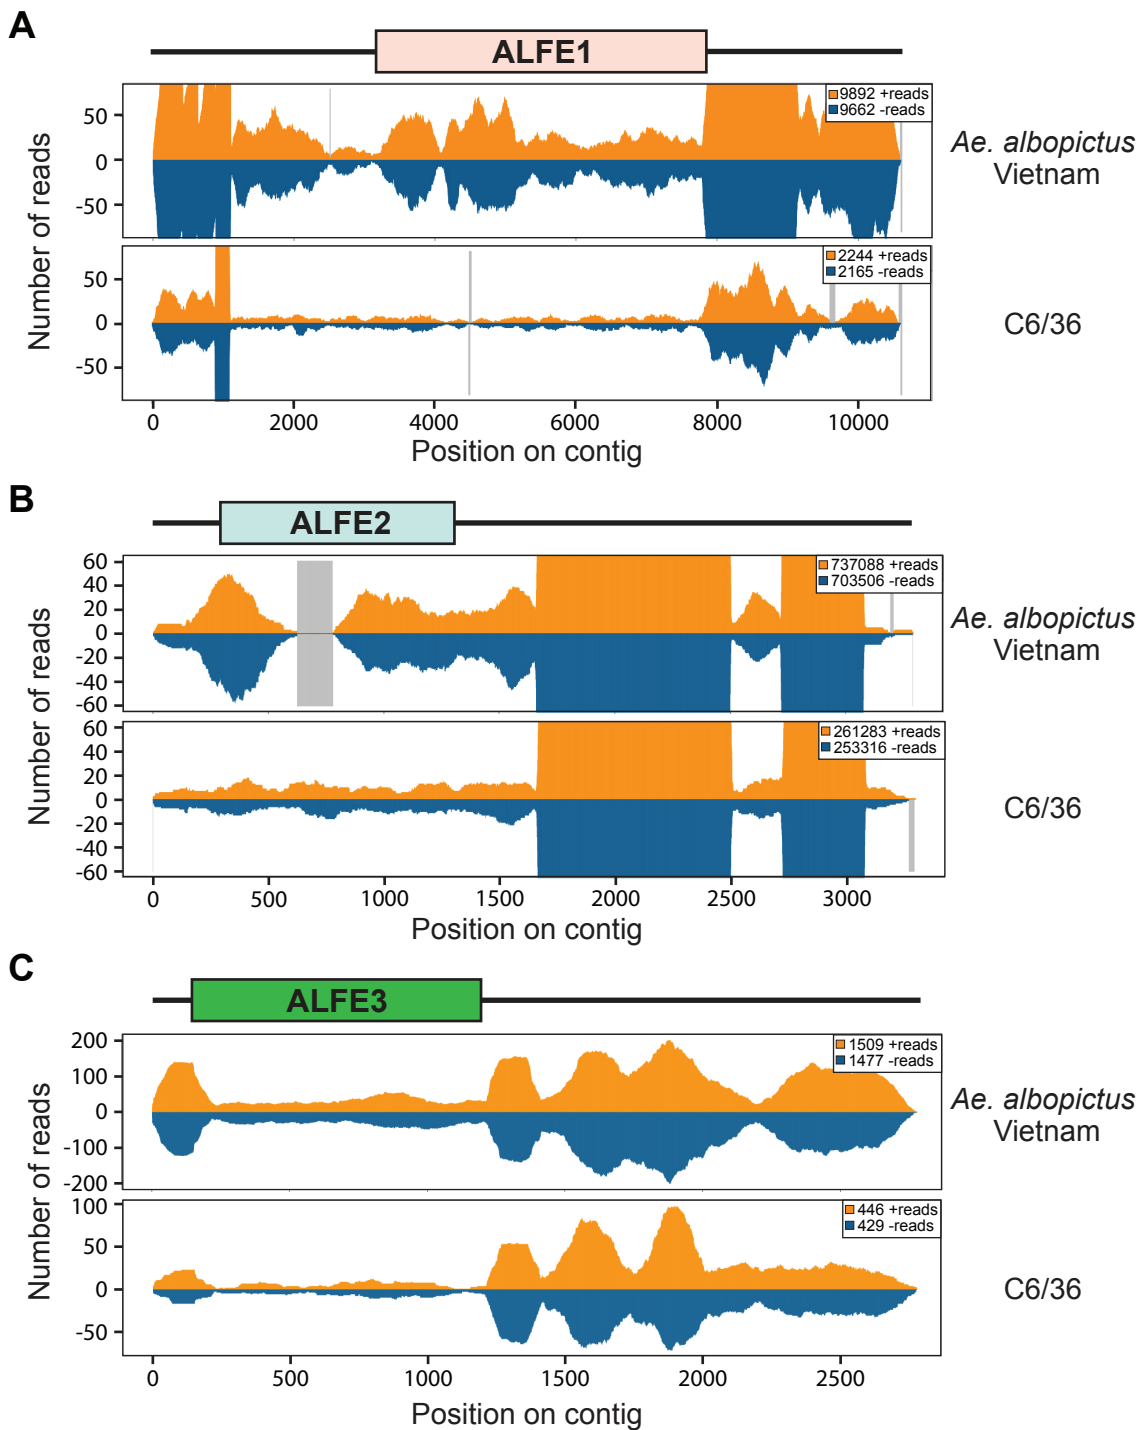 A
ALFE1
Number of reads
50
0
-50
9892 +reads
9662 -reads
Ae. albopictus
Vietnam
50
0
-50
2244 +reads
2165 -reads
C6/36
0 2000 4000 6000 8000 10000
Position on contig
B
ALFE2
Number of reads
60
40
20
0
-20
-40
-60
737088 +reads
703506 -reads
Ae. albopictus
Vietnam
60
40
20
0
-20
-40
-60
261283 +reads
253316 -reads
C6/36
0 500 1000 1500 2000 2500 3000
Position on contig
C
ALFE3
Number of reads
200
100
0
-100
-200
1509 +reads
1477 -reads
Ae. albopictus
Vietnam
100
50
0
-50
446 +reads
429 -reads
C6/36
0 500 1000 1500 2000 2500
Position on contig